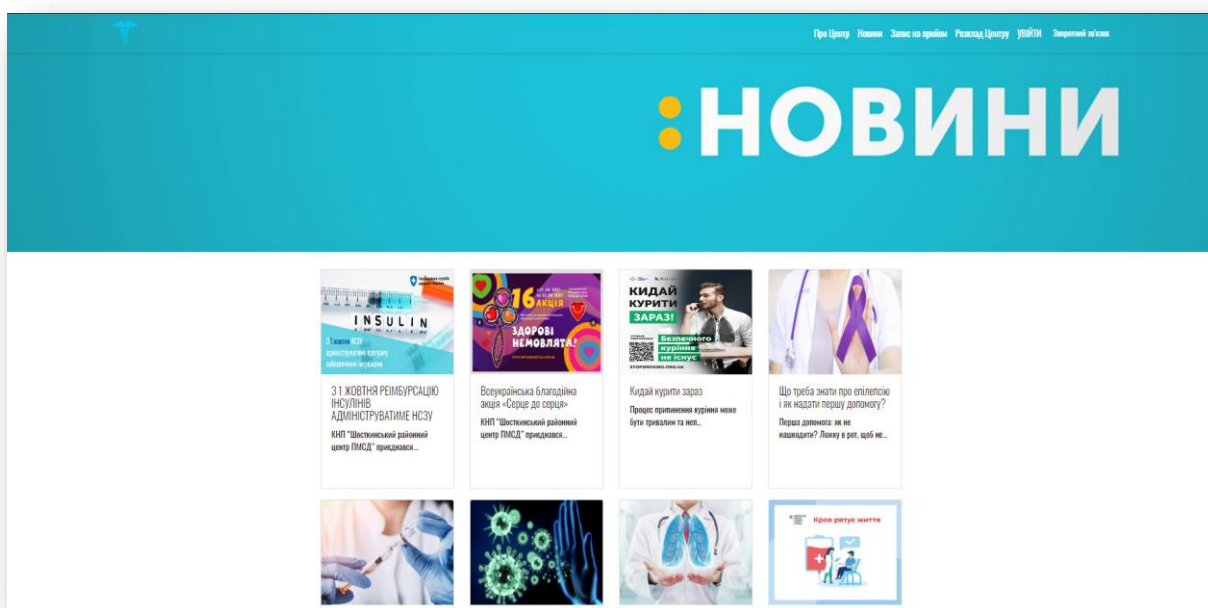 Про Центр Новини Запис на прийом Розклад Центру УВІЙТИ Зворотний зв'язок
:НОВИНИ
INSULIN
З 1 жовтня НСЗУ
адмініструватиме програму
забезпечення інсулінами
З 1 ЖОВТНЯ РЕІМБУРСАЦІЮ
ІНСУЛІНІВ
АДМІНІСТРУВАТИМЕ НСЗУ
КНП "Шосткинський районний
центр ПМСД" приєднався...
16
АКЦІЯ
ЗДОРОВІ
НЕМОВЛЯТА!
Всеукраїнська благодійна
акція «Серце до серця»
КНП "Шосткинський районний
центр ПМСД" приєднався...
КИДАЙ
КУРИТИ
ЗАРАЗ!
Безпечного
куріння
не існує
STOPSMOKING.ORG.UA
Кидай курити зараз
Процес припинення куріння може
бути тривалим та неп...
Що треба знати про епілепсію
і як надати першу допомогу?
Перша допомога: як не
нашкодити? Ложку в рот, щоб не...
Кров рятує життя